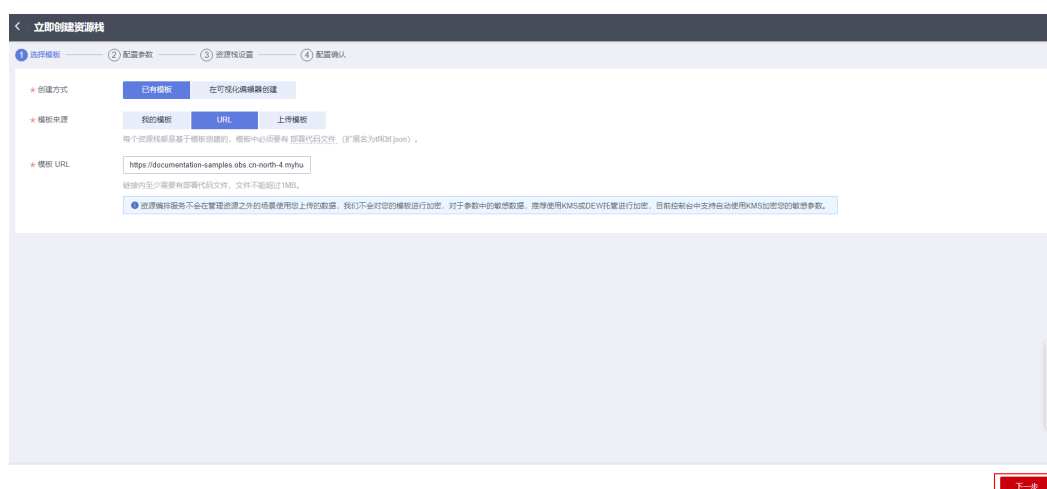 < 立即创建资源栈
1 选择模板 2 配置参数 3 资源栈设置 4 配置确认
* 创建方式 已有模板 在可视化编辑器创建
* 模板来源 我的模板 URL 上传模板
每个资源栈都是基于模板创建的，模板中必须要有 部署代码文件 （扩展名为tf和tf.json）。
* 模板 URL https://documentation-samples.obs.cn-north-4.myhu
链接内至少需要有部署代码文件，文件不能超过1MB。
资源编排服务不会在管理资源之外的场景使用您上传的数据，我们不会对您的模板进行加密，对于参数中的敏感数据，推荐使用KMS或DEW托管进行加密，目前控制台中支持自动使用KMS加密您的敏感参数。
下一步